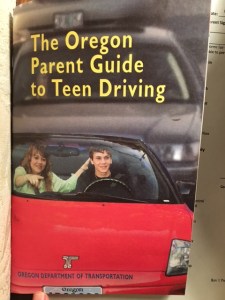 The Oregon
Parent Guide
to Teen Driving
OREGON DEPARTMENT OF TRANSPORTATION